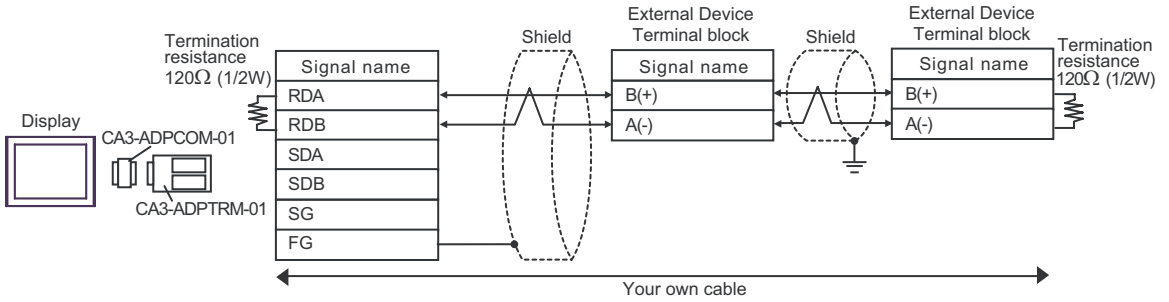 External Device
Terminal block
External Device
Terminal block
Termination
resistance
120Ω (1/2W)
Shield
Shield
Termination
resistance
120Ω (1/2W)
Signal name
RDA
RDB
SDA
SDB
SG
FG
Signal name
B(+)
A(-)
Signal name
B(+)
A(-)
Display
CA3-ADPCOM-01
CA3-ADPTRM-01
Your own cable